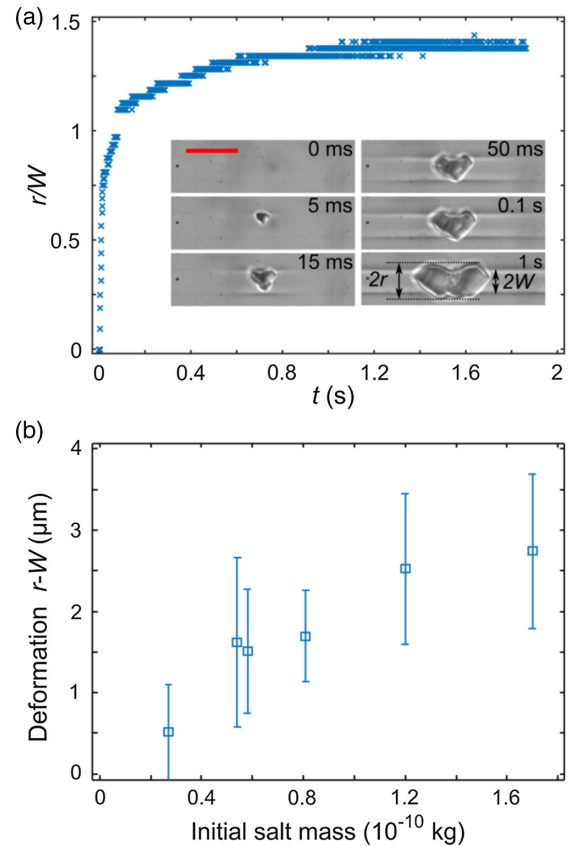 (a)
1.5
1
0.5
0
r/W
0 ms
50 ms
5 ms
0.1 s
15 ms
1 s
2r
2W
0
0.4
0.8
1.2
1.6
2
t (s)
(b)
4
3
2
1
0
Deformation r-W (µm)
0
0.4
0.8
1.2
1.6
Initial salt mass (10⁻¹⁰ kg)